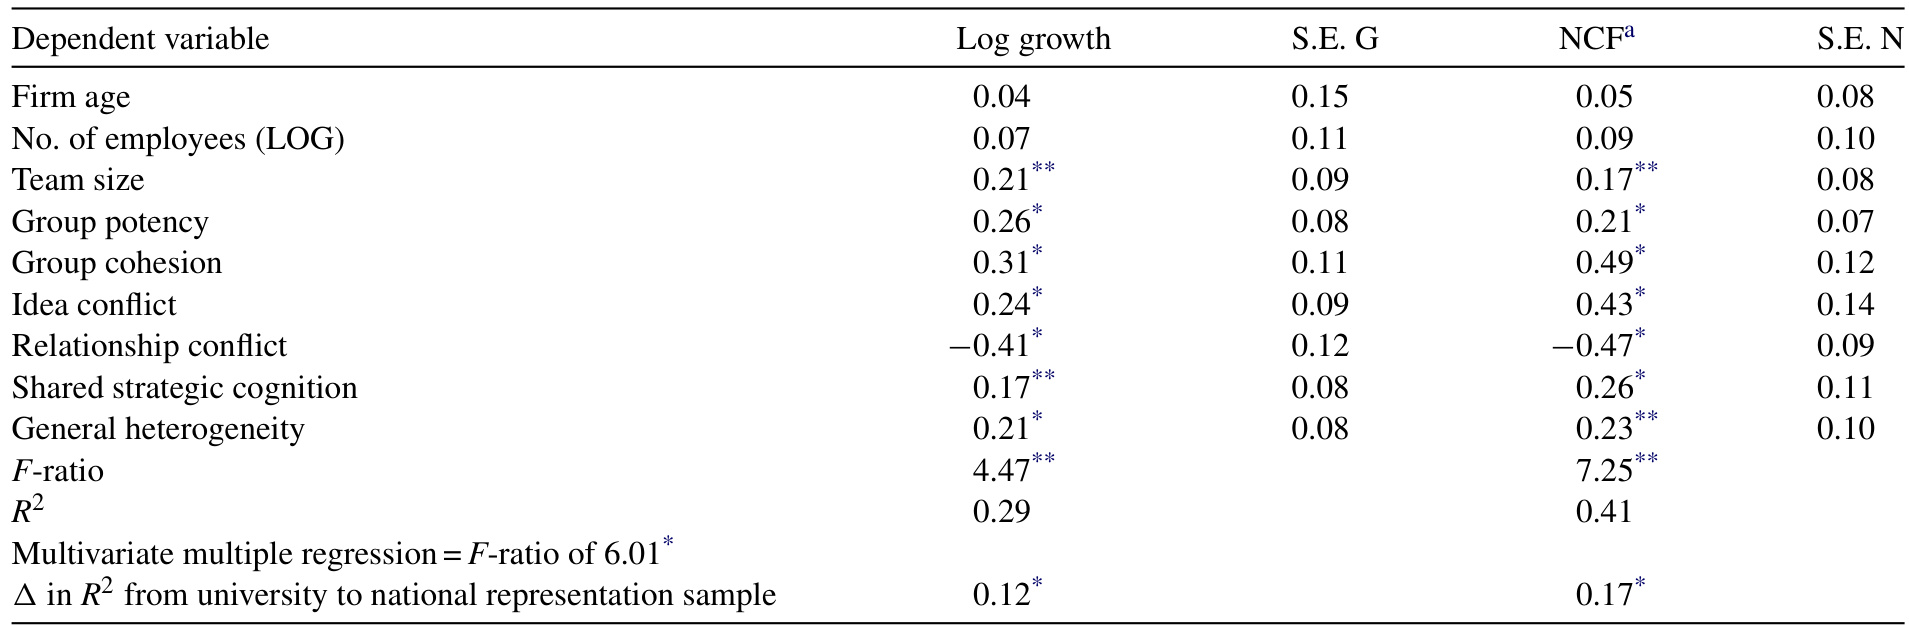 Dependent variable Log growth S.E. G NCFa S.E. N
Firm age 0.04 0.15 0.05 0.08
No. of employees (LOG) 0.07 0.11 0.09 0.10
Team size 0.21** 0.09 0.17** 0.08
Group potency 0.26* 0.08 0.21* 0.07
Group cohesion 0.31* 0.11 0.49* 0.12
Idea conflict 0.24* 0.09 0.43* 0.14
Relationship conflict −0.41* 0.12 −0.47* 0.09
Shared strategic cognition 0.17** 0.08 0.26* 0.11
General heterogeneity 0.21* 0.08 0.23** 0.10
F-ratio 4.47** 7.25**
R2 0.29 0.41
Multivariate multiple regression = F-ratio of 6.01*
Δ in R2 from university to national representation sample 0.12* 0.17*